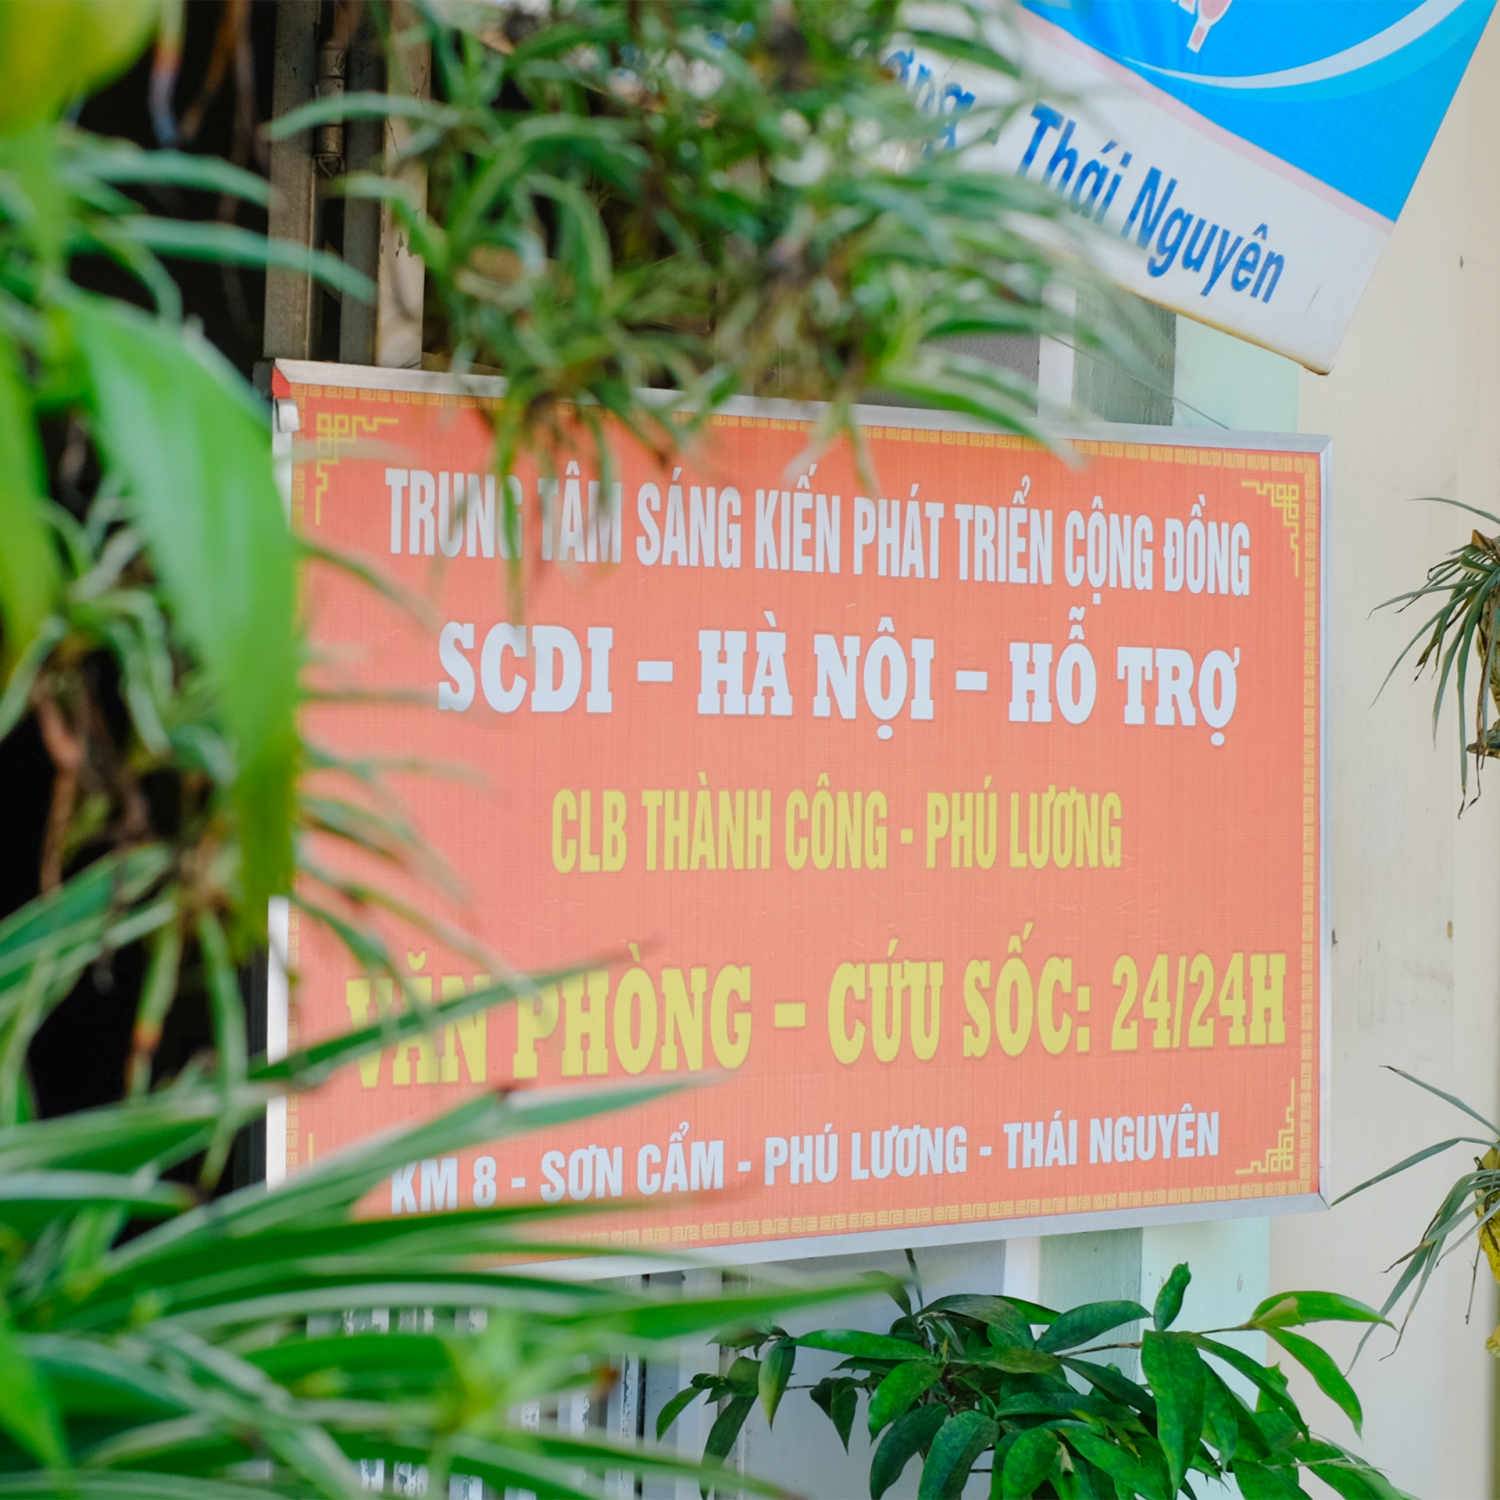 - Thái Nguyên
TRUNG TÂM SÁNG KIẾN PHÁT TRIỂN CỘNG ĐỒNG
SCDI - HÀ NỘI - HỖ TRỢ
CLB THÀNH CÔNG - PHÚ LƯƠNG
VĂN PHÒNG - CỨU SỐC: 24/24H
KM 8 - SƠN CẨM - PHÚ LƯƠNG - THÁI NGUYÊN